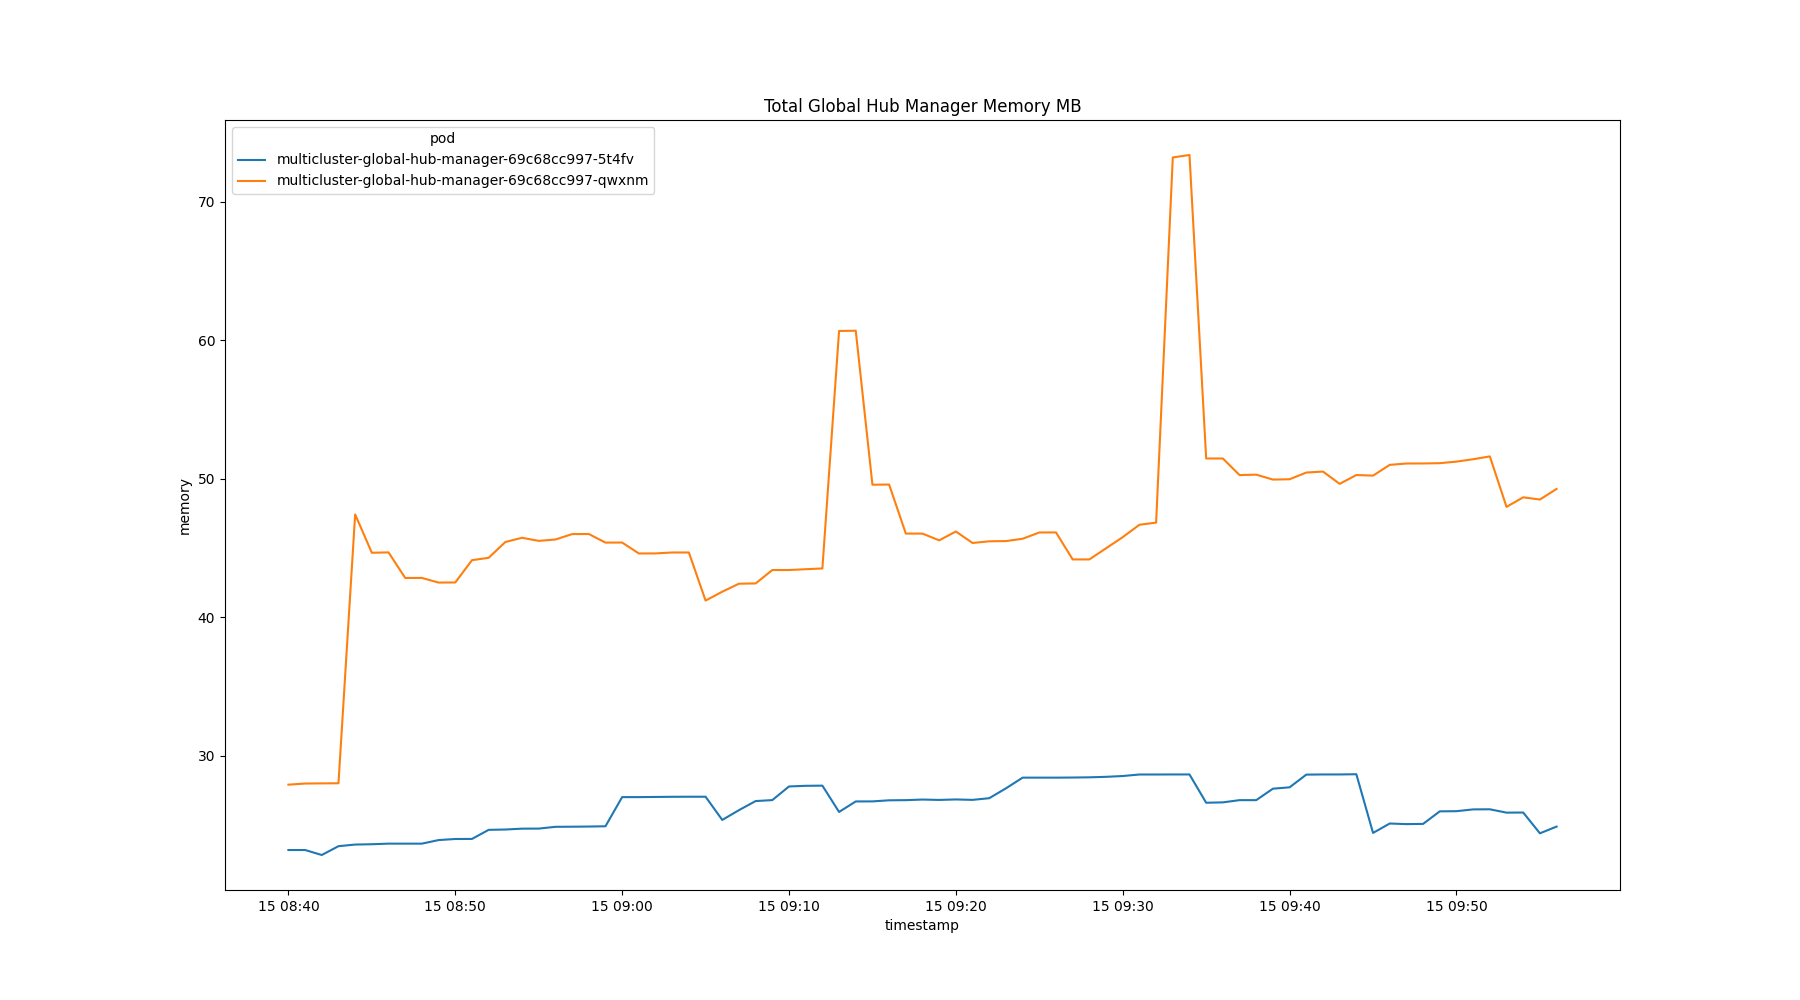 Total Global Hub Manager Memory MB
pod
multicluster-global-hub-manager-69c68cc997-5t4fv
multicluster-global-hub-manager-69c68cc997-qwxnm
70
60
50
40
30
memory
15 08:40
15 08:50
15 09:00
15 09:10
15 09:20
15 09:30
15 09:40
15 09:50
timestamp